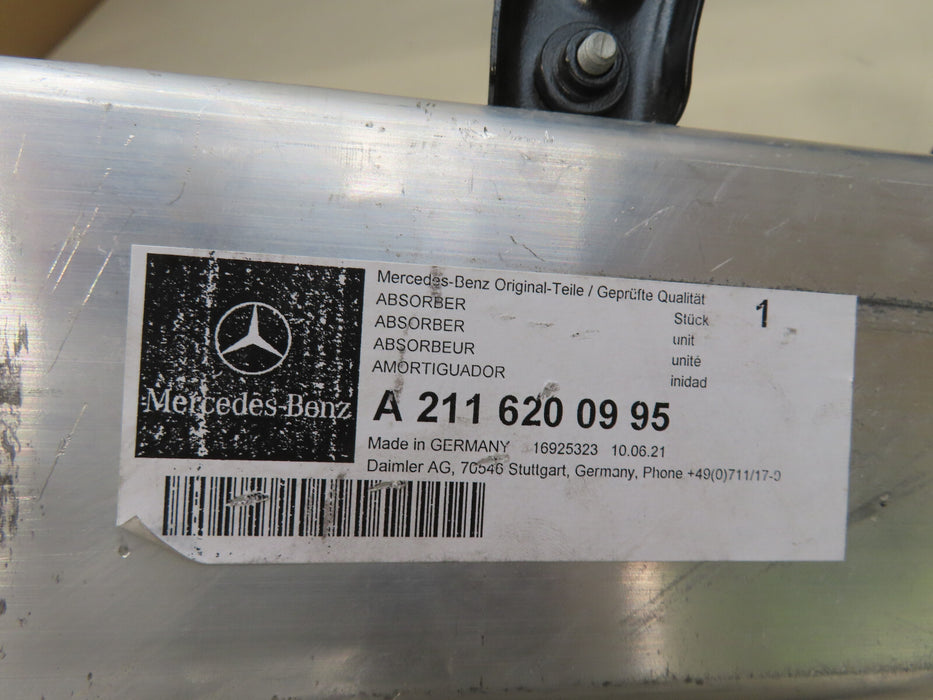 Mercedes-Benz
Mercedes-Benz Original-Teile / Geprüfte Qualität
ABSORBER
ABSORBER
ABSORBEUR
AMORTIGUADOR
Stück 1
unit
unité
inidad
A 211 620 09 95
Made in GERMANY 16925323 10.06.21
Daimler AG, 70546 Stuttgart, Germany, Phone +49(0)711/17-0
2